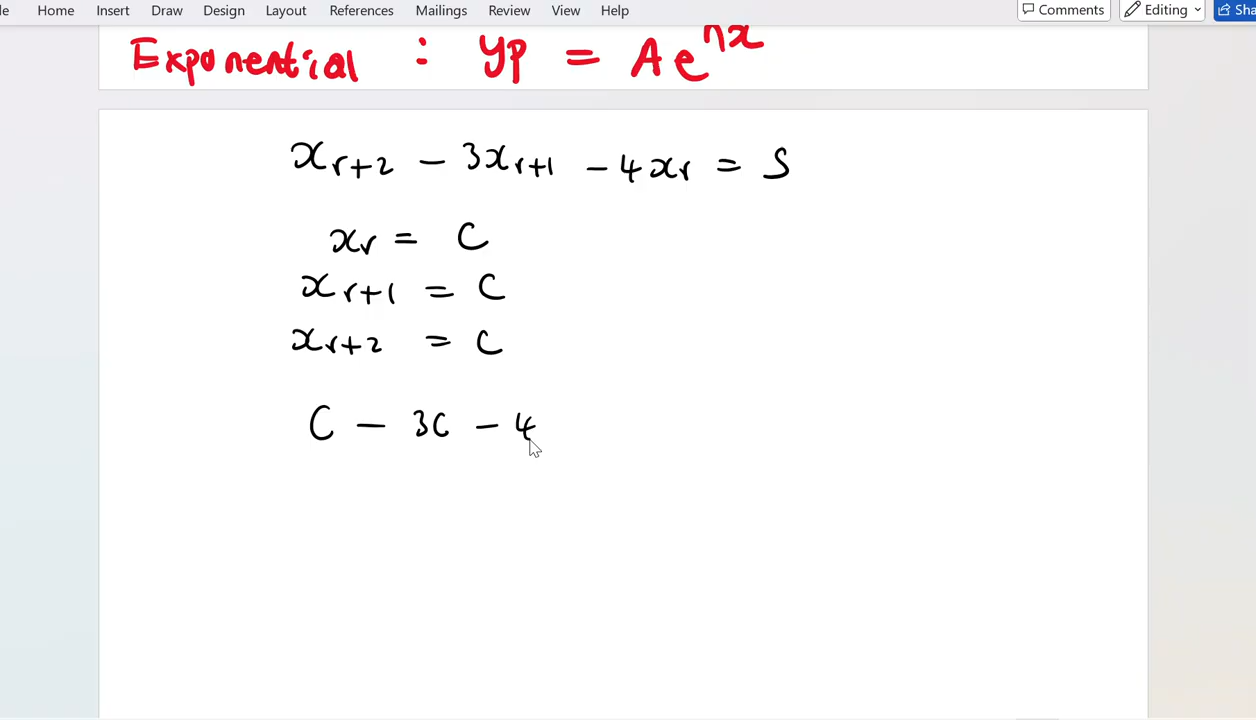 Home Insert Draw Design Layout References Mailings Review View Help Comments Editing
Exponential : yp = Ae^nx
x_r+2 - 3x_r+1 - 4x_r = 5
x_r = C
x_r+1 = C
x_r+2 = C
C - 3C - 4